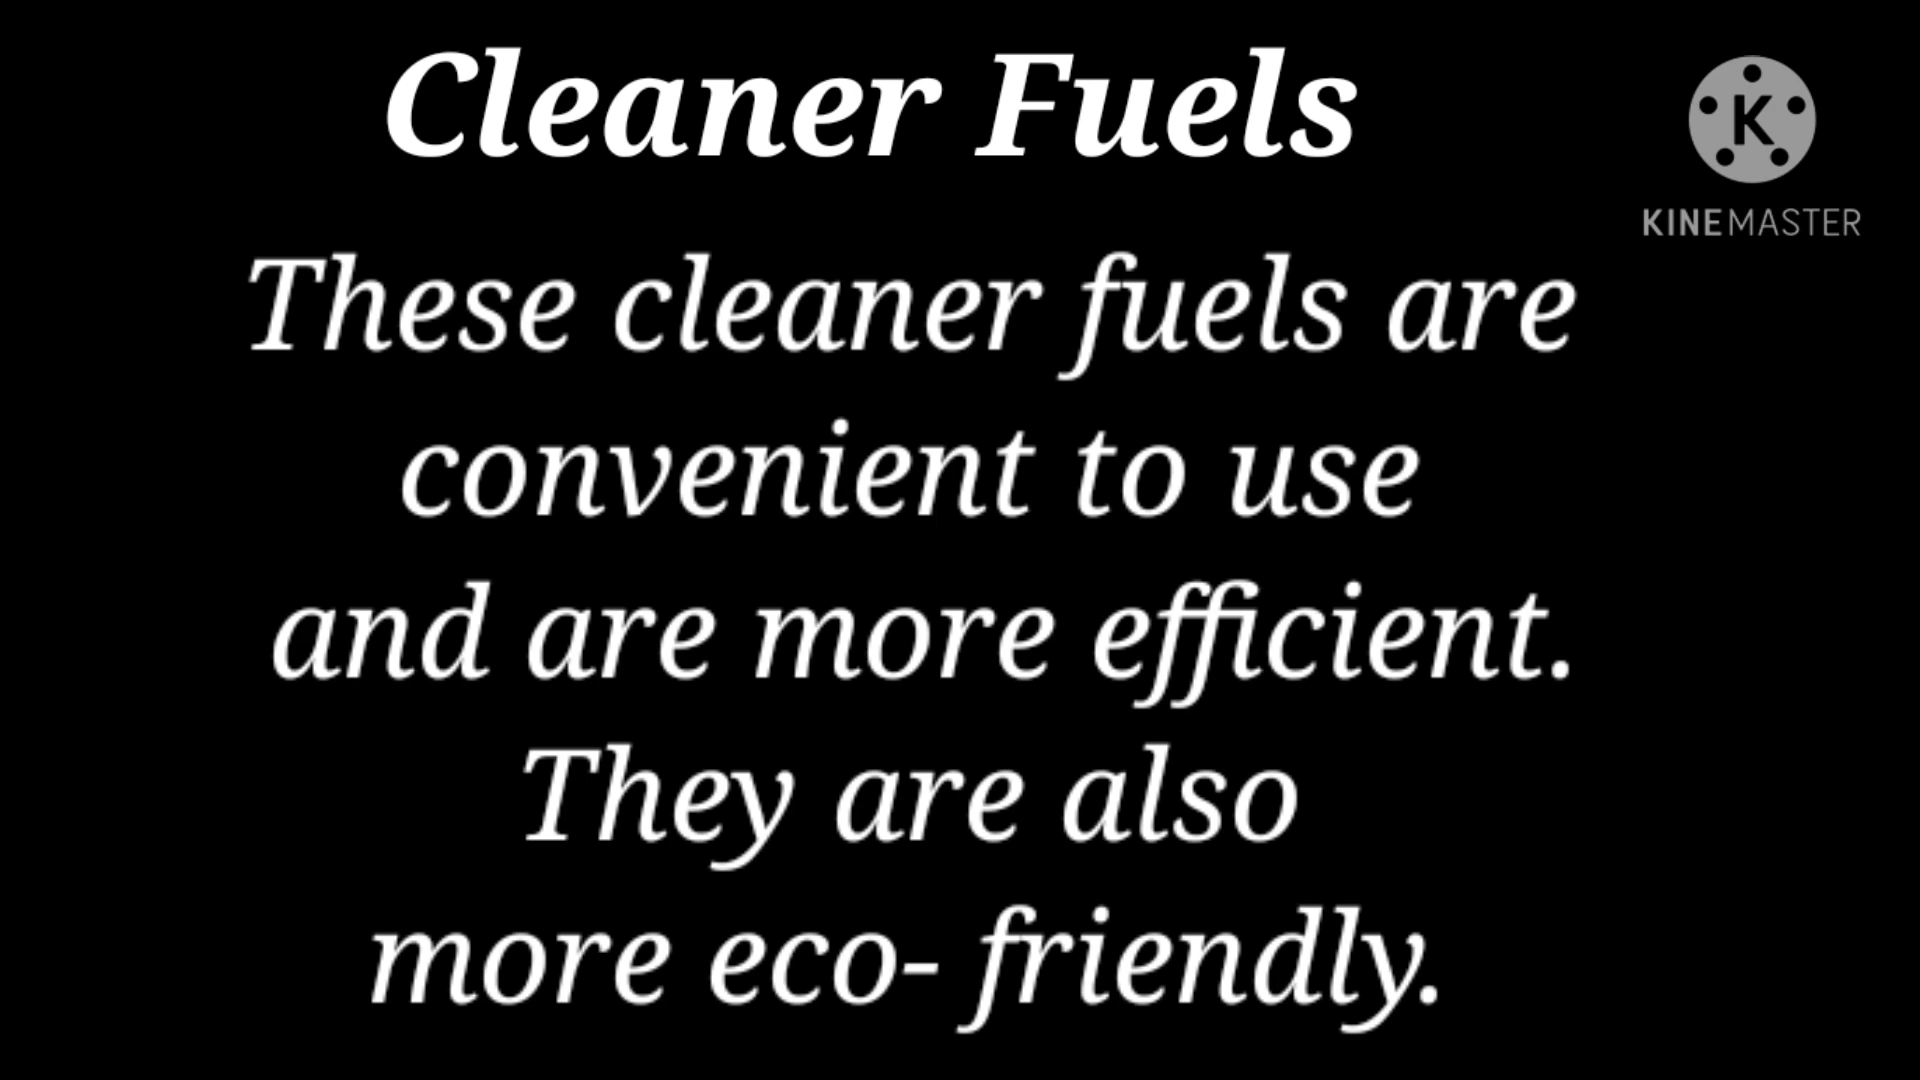 Cleaner Fuels
K
KINEMASTER
These cleaner fuels are
convenient to use
and are more efficient.
They are also
more eco- friendly.